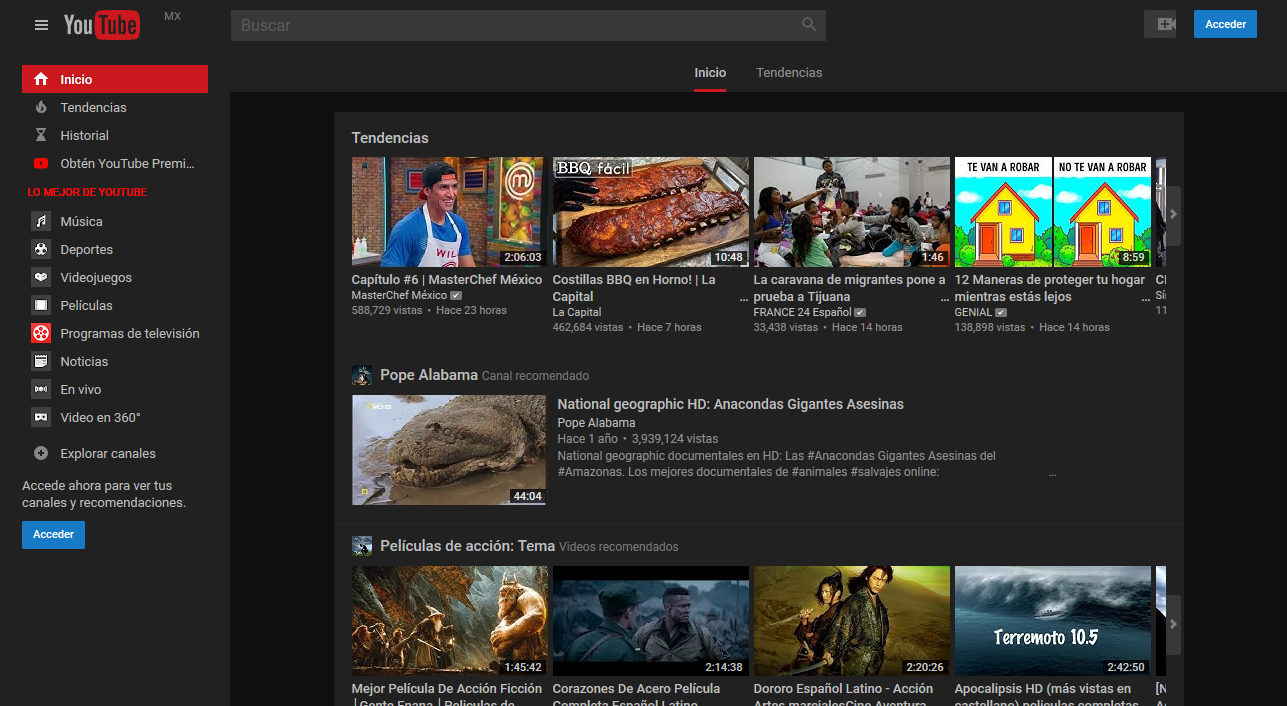 YouTube MX
Buscar
Acceder
Inicio
Tendencias
Inicio
Tendencias
Historial
Obtén YouTube Premi...
LO MEJOR DE YOUTUBE
Música
Deportes
Videojuegos
Películas
Programas de televisión
Noticias
En vivo
Video en 360°
Explorar canales
Accede ahora para ver tus
canales y recomendaciones.
Acceder
Tendencias
2:06:03
Capítulo #6 | MasterChef México
MasterChef México
588,729 vistas • Hace 23 horas
BBQ fácil
10:48
Costillas BBQ en Horno! | La
Capital ...
La Capital
462,684 vistas • Hace 7 horas
1:46
La caravana de migrantes pone a
prueba a Tijuana ...
FRANCE 24 Español
33,438 vistas • Hace 14 horas
TE VAN A ROBAR
NO TE VAN A ROBAR
8:59
12 Maneras de proteger tu hogar
mientras estás lejos ...
GENIAL
138,898 vistas • Hace 14 horas
11
Pope Alabama Canal recomendado
44:04
National geographic HD: Anacondas Gigantes Asesinas
Pope Alabama
Hace 1 año • 3,939,124 vistas
National geographic documentales en HD: Las #Anacondas Gigantes Asesinas del
#Amazonas. Los mejores documentales de #animales #salvajes online: ...
Películas de acción: Tema Videos recomendados
1:45:42
Mejor Película De Acción Ficción
| Gente Enana | Peliculas de
2:14:38
Corazones De Acero Película
Completa Español Latino
2:20:26
Dororo Español Latino - Acción
Artes marcialesCine Aventura
Terremoto 10.5
2:42:50
Apocalipsis HD (más vistas en
castellano) películas completas
[N